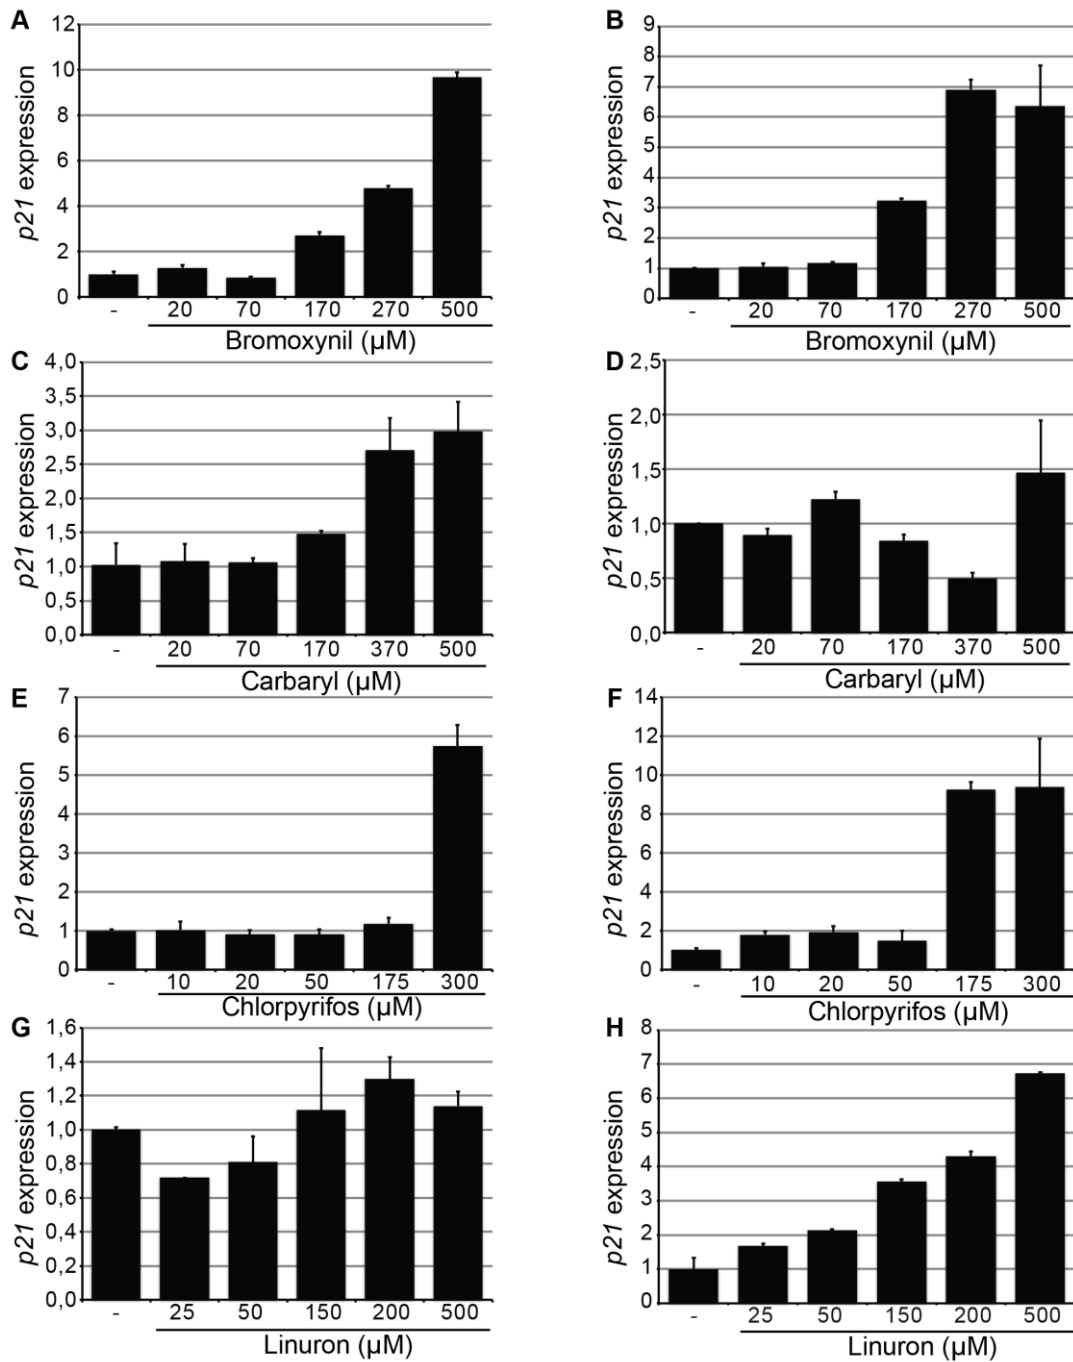 A
p21 expression
12
10
8
6
4
2
0
- 20 70 170 270 500
Bromoxynil (µM)
B
p21 expression
9
8
7
6
5
4
3
2
1
0
- 20 70 170 270 500
Bromoxynil (µM)
C
p21 expression
4,0
3,5
3,0
2,5
2,0
1,5
1,0
0,5
0,0
- 20 70 170 370 500
Carbaryl (µM)
D
p21 expression
2,5
2,0
1,5
1,0
0,5
0,0
- 20 70 170 370 500
Carbaryl (µM)
E
p21 expression
7
6
5
4
3
2
1
0
- 10 20 50 175 300
Chlorpyrifos (µM)
F
p21 expression
14
12
10
8
6
4
2
0
- 10 20 50 175 300
Chlorpyrifos (µM)
G
p21 expression
1,6
1,4
1,2
1,0
0,8
0,6
0,4
0,2
0,0
- 25 50 150 200 500
Linuron (µM)
H
p21 expression
8
7
6
5
4
3
2
1
0
- 25 50 150 200 500
Linuron (µM)